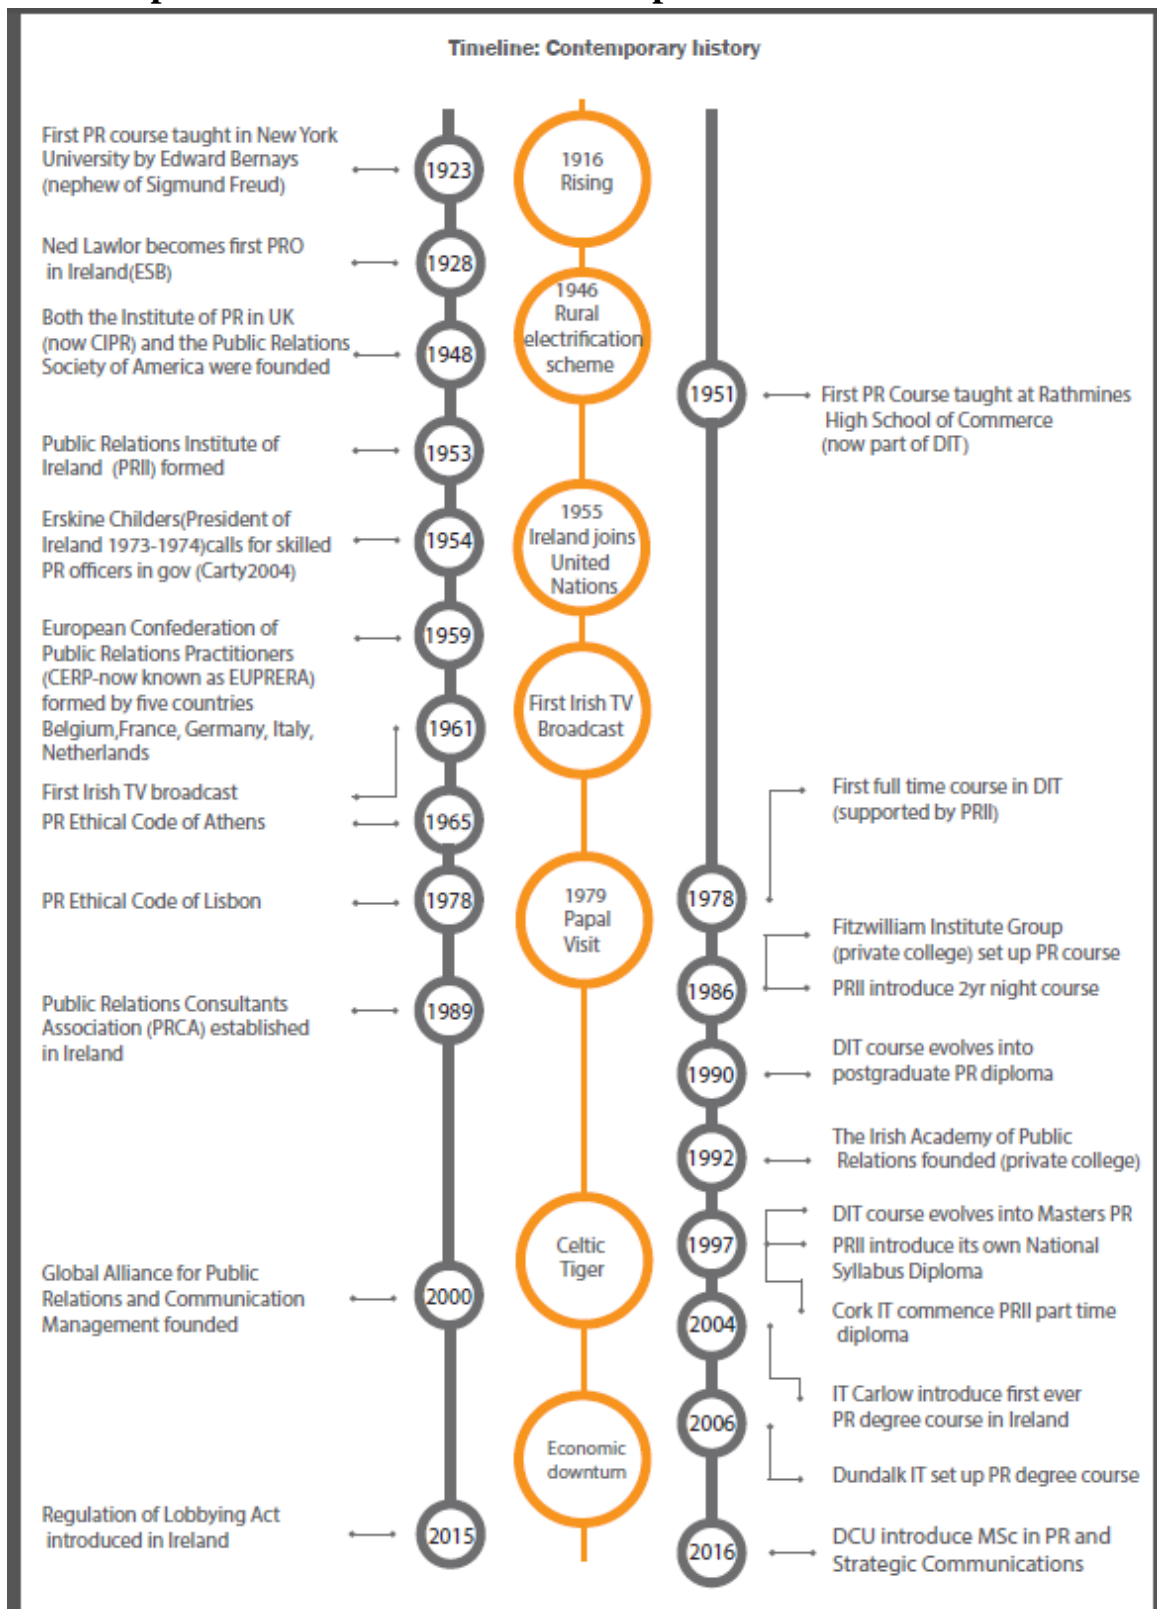 Timeline: Contemporary history
First PR course taught in New York
University by Edward Bernays
(nephew of Sigmund Freud)
1923
Ned Lawlor becomes first PRO
in Ireland(ESB)
1928
Both the Institute of PR in UK
(now CIPR) and the Public Relations
Society of America were founded
1948
Public Relations Institute of
Ireland (PRII) formed
1953
Erskine Childers(President of
Ireland 1973-1974)calls for skilled
PR officers in gov (Carty2004)
1954
European Confederation of
Public Relations Practitioners
(CERP-now known as EUPRERA)
formed by five countries
Belgium,France, Germany, Italy,
Netherlands
1959
1961
First Irish TV broadcast
PR Ethical Code of Athens
1965
PR Ethical Code of Lisbon
1978
Public Relations Consultants
Association (PRCA) established
in Ireland
1989
Global Alliance for Public
Relations and Communication
Management founded
2000
Regulation of Lobbying Act
introduced in Ireland
2015
1916
Rising
1946
Rural
electrification
scheme
1955
Ireland joins
United
Nations
First Irish TV
Broadcast
1979
Papal
Visit
Celtic
Tiger
Economic
downturn
1951
First PR Course taught at Rathmines
High School of Commerce
(now part of DIT)
First full time course in DIT
(supported by PRII)
1978
Fitzwilliam Institute Group
(private college) set up PR course
1986
PRII introduce 2yr night course
DIT course evolves into
postgraduate PR diploma
1990
The Irish Academy of Public
Relations founded (private college)
1992
DIT course evolves into Masters PR
1997
PRII introduce its own National
Syllabus Diploma
Cork IT commence PRII part time
diploma
2004
IT Carlow introduce first ever
PR degree course in Ireland
2006
Dundalk IT set up PR degree course
DCU introduce MSc in PR and
Strategic Communications
2016